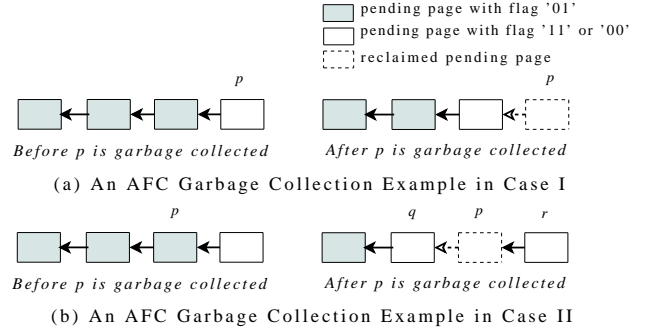 pending page with flag '01'
pending page with flag '11' or '00'
reclaimed pending page
p
p
Before p is garbage collected
After p is garbage collected
(a) An AFC Garbage Collection Example in Case I
p
q
p
r
Before p is garbage collected
After p is garbage collected
(b) An AFC Garbage Collection Example in Case II